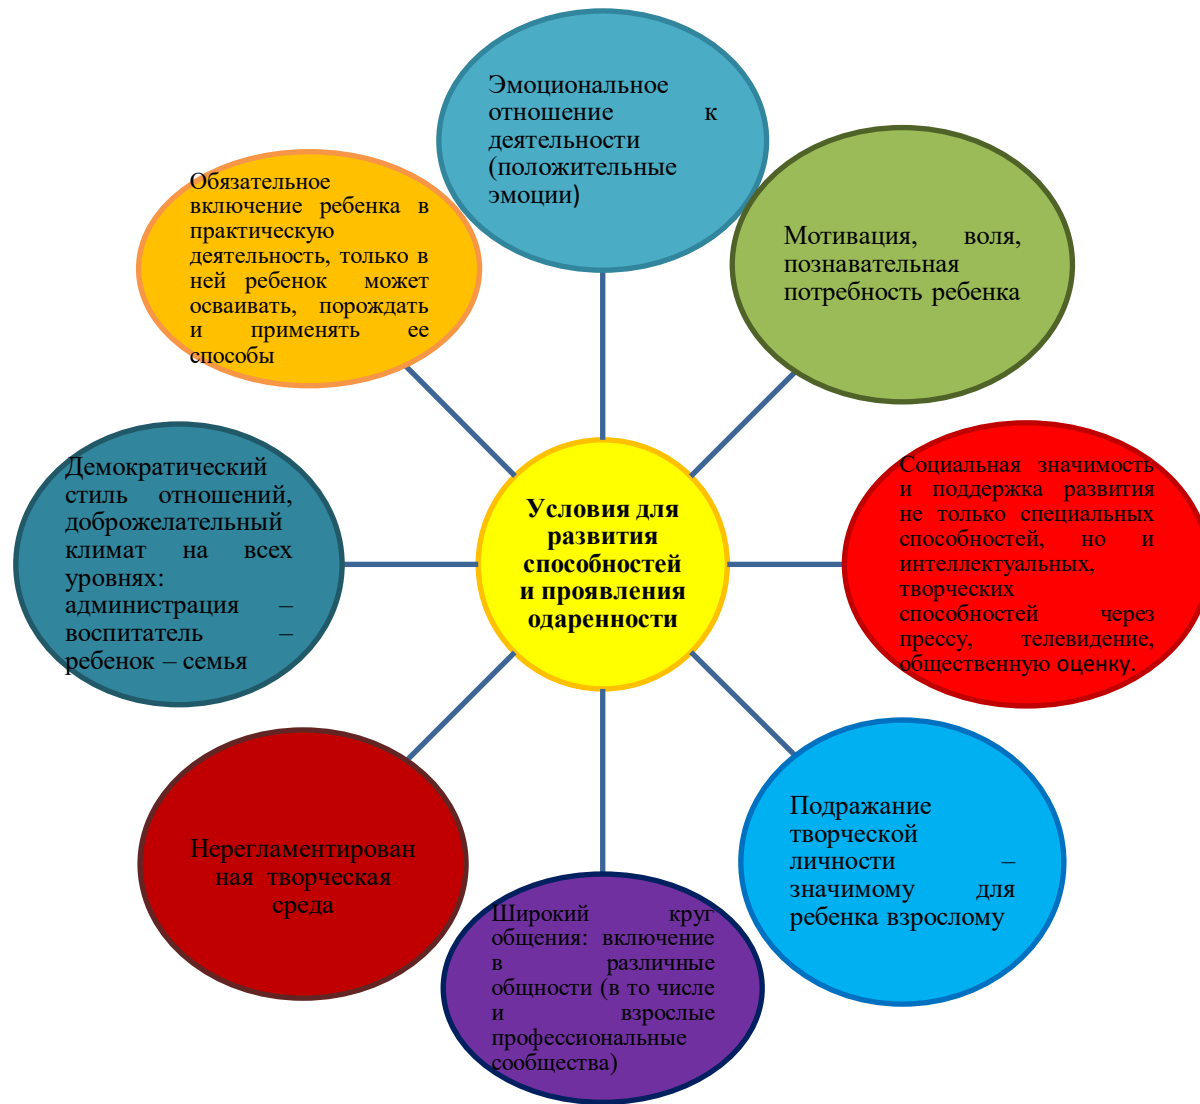 Эмоциональное
отношение к
деятельности
(положительные
эмоции)
Мотивация, воля,
познавательная
потребность ребенка
Социальная значимость
и поддержка развития
не только специальных
способностей, но и
интеллектуальных,
творческих
способностей через
прессу, телевидение,
общественную оценку.
Подражание
творческой
личности –
значимому для
ребенка взрослому
Широкий круг
общения: включение
в различные
общности (в то числе
и взрослые
профессиональные
сообщества)
Нерегламентирован
ная творческая
среда
Демократический
стиль отношений,
доброжелательный
климат на всех
уровнях:
администрация –
воспитатель –
ребенок – семья
Обязательное
включение ребенка в
практическую
деятельность, только в
ней ребенок может
осваивать, порождать
и применять ее
способы
Условия для
развития
способностей
и проявления
одаренности